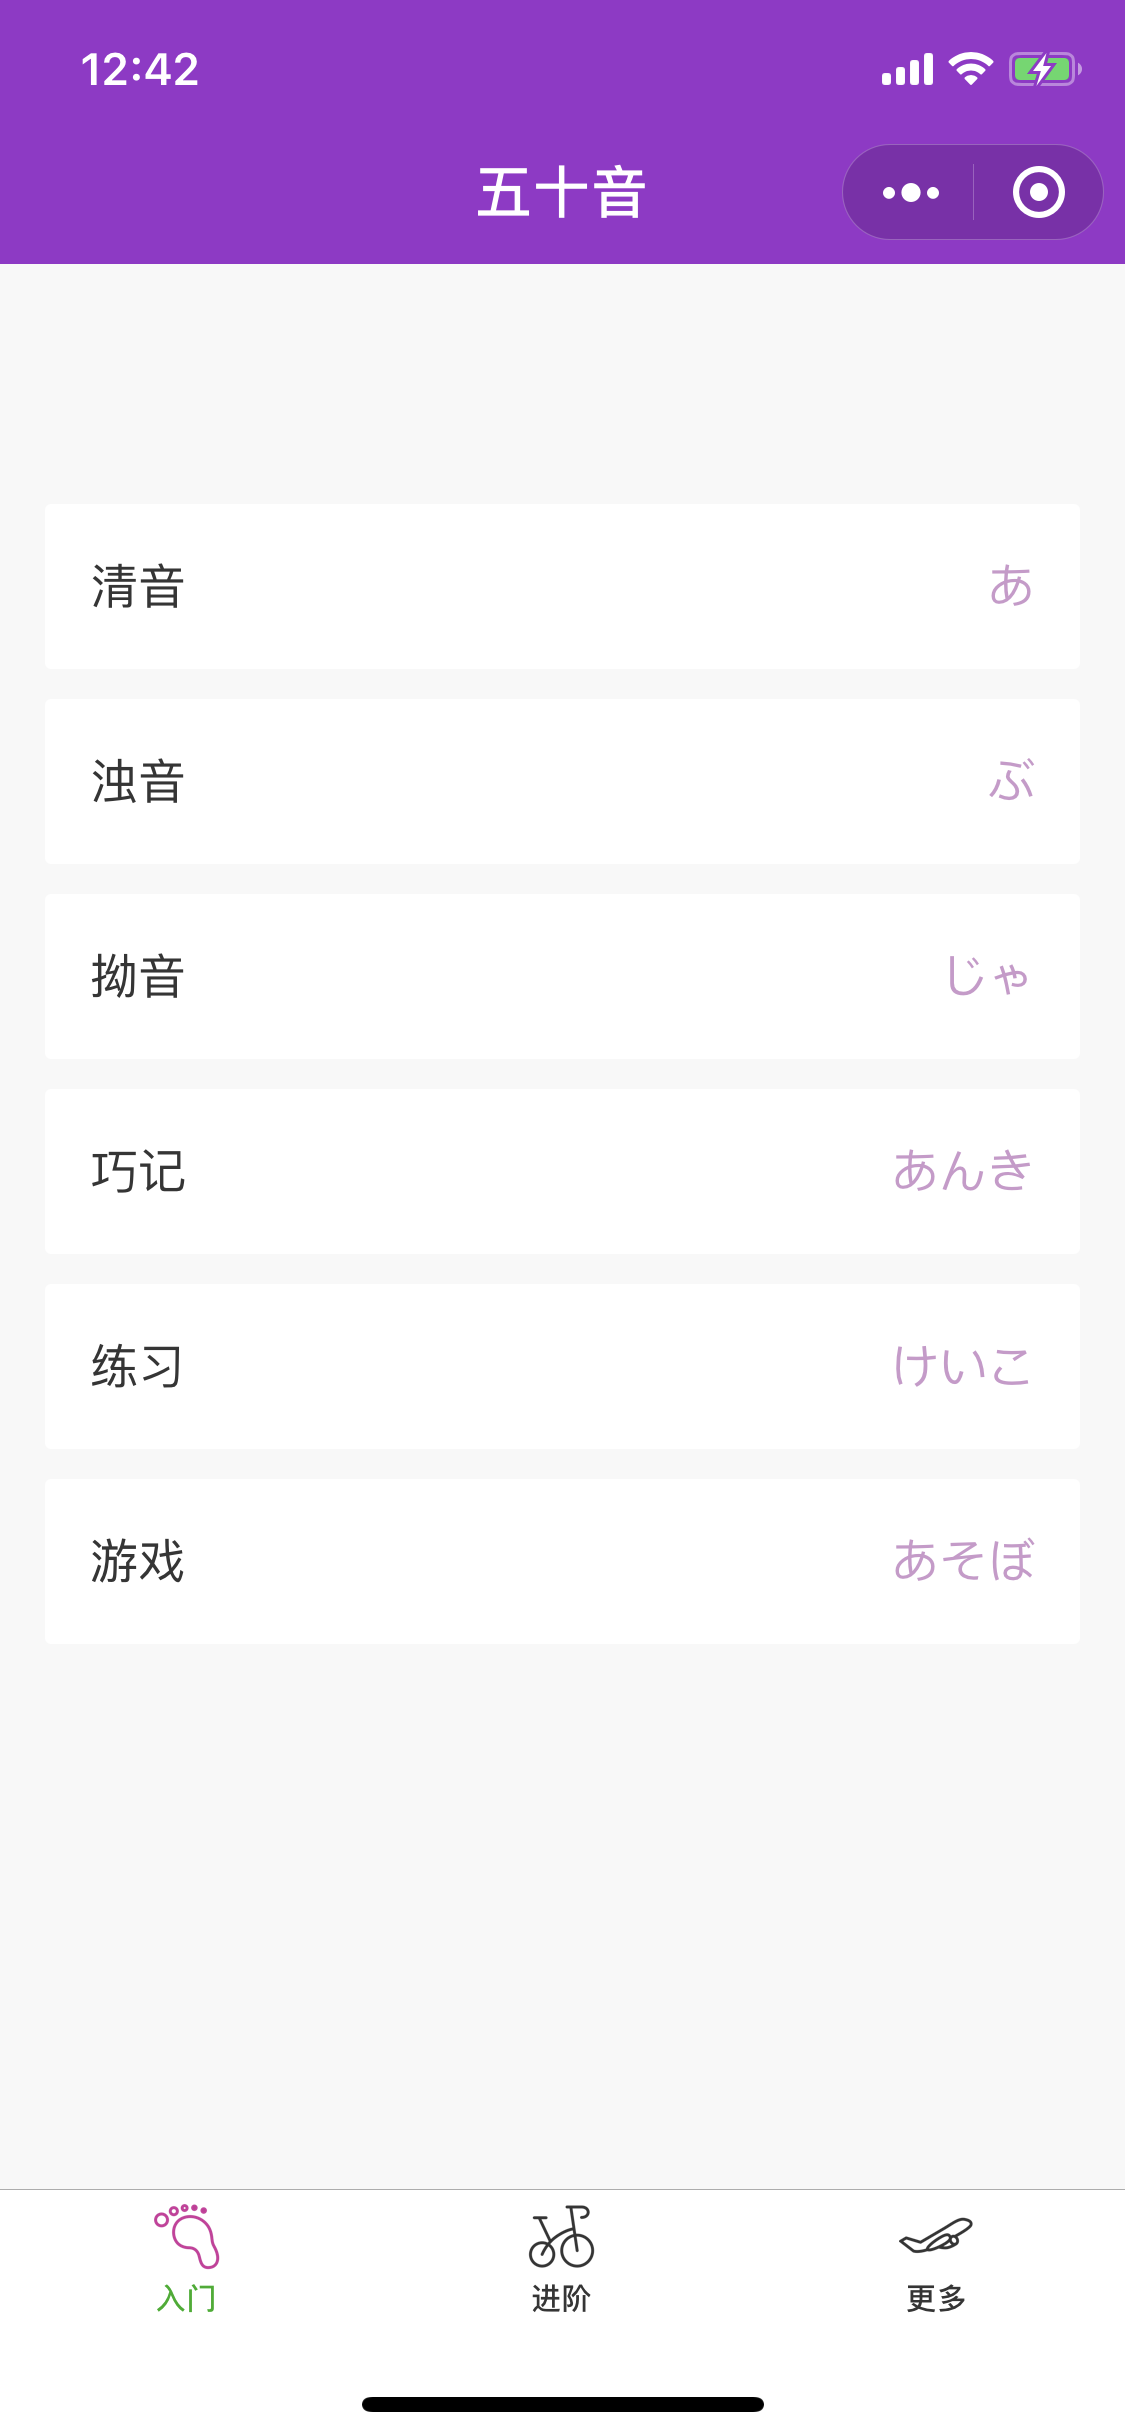 12:42
五十音
清音 あ
浊音 ぶ
拗音 じゃ
巧记 あんき
练习 けいこ
游戏 あそぼ
入门 进阶 更多